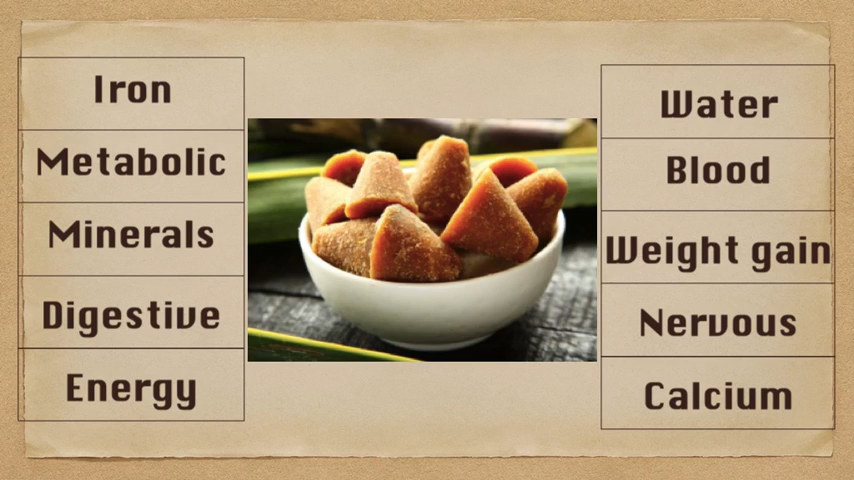 Iron
Metabolic
Minerals
Digestive
Energy
Water
Blood
Weight gain
Nervous
Calcium